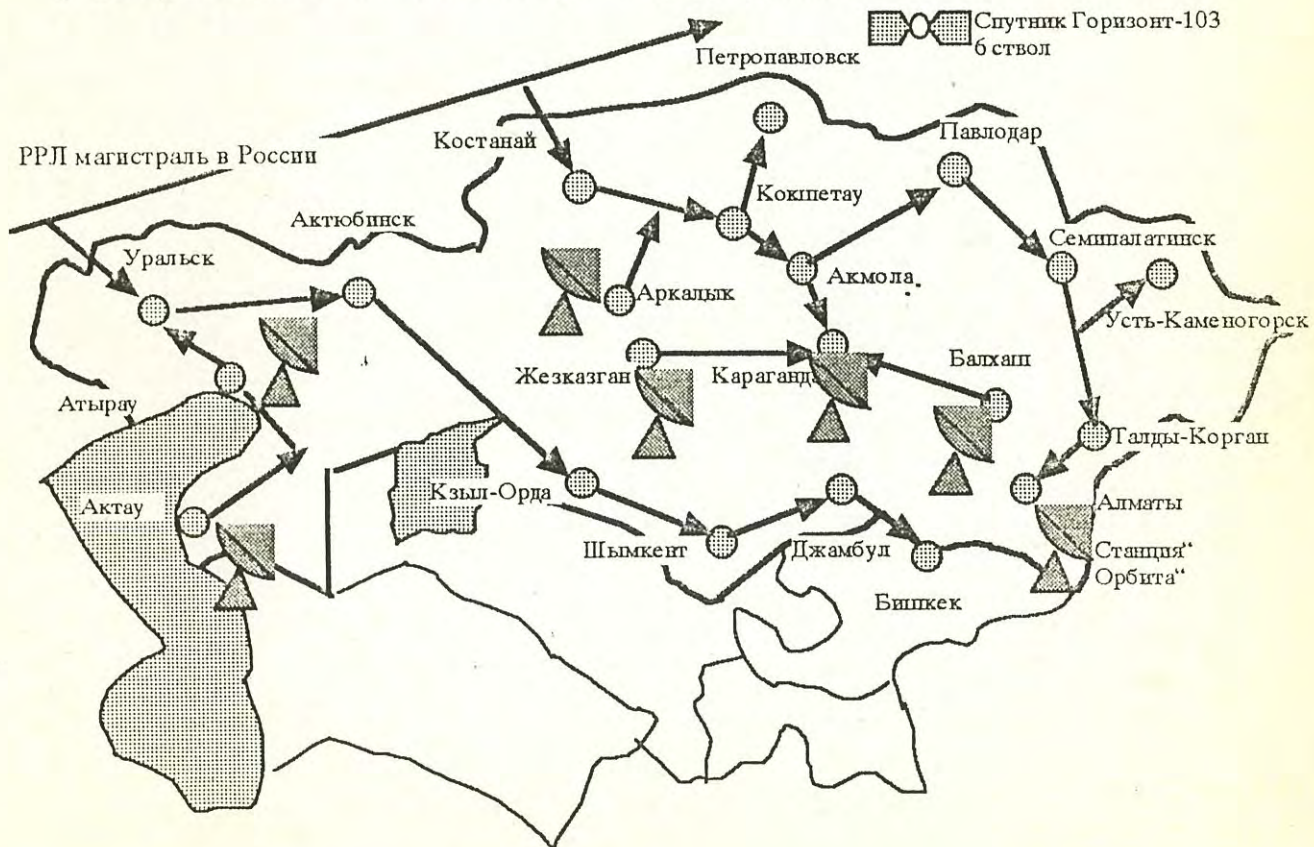 Спутник Горизонт-103
6 ствол
Петропавловск
Костанай
Павлодар
РРЛ магистраль в России
Кокшетау
Актюбинск
Уральск
Семипалатинск
Акмола
Аркалык
Усть-Каменогорск
Жезказган
Караганда
Балхаш
Атырау
Талды-Корган
Кзыл-Орда
Актау
Алматы
Шымкент
Джамбул
Станция"
Орбита"
Бишкек